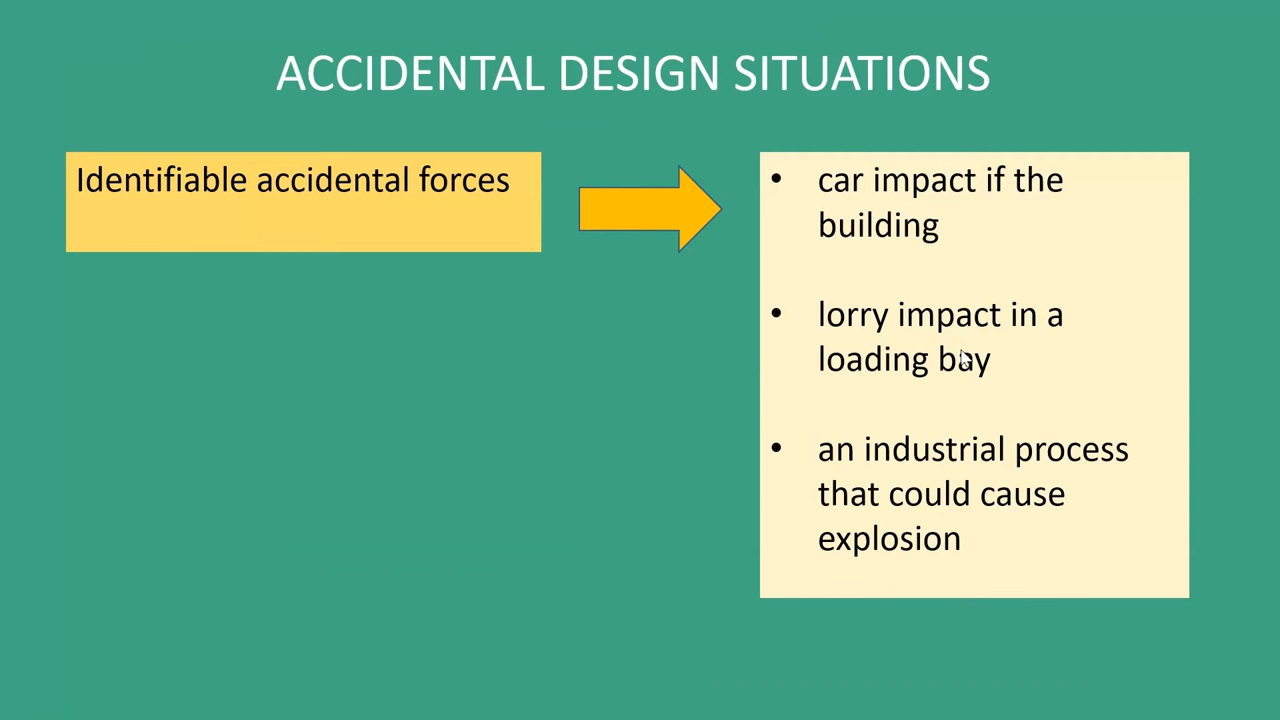 ACCIDENTAL DESIGN SITUATIONS
Identifiable accidental forces
• car impact if the
building
• lorry impact in a
loading bay
• an industrial process
that could cause
explosion